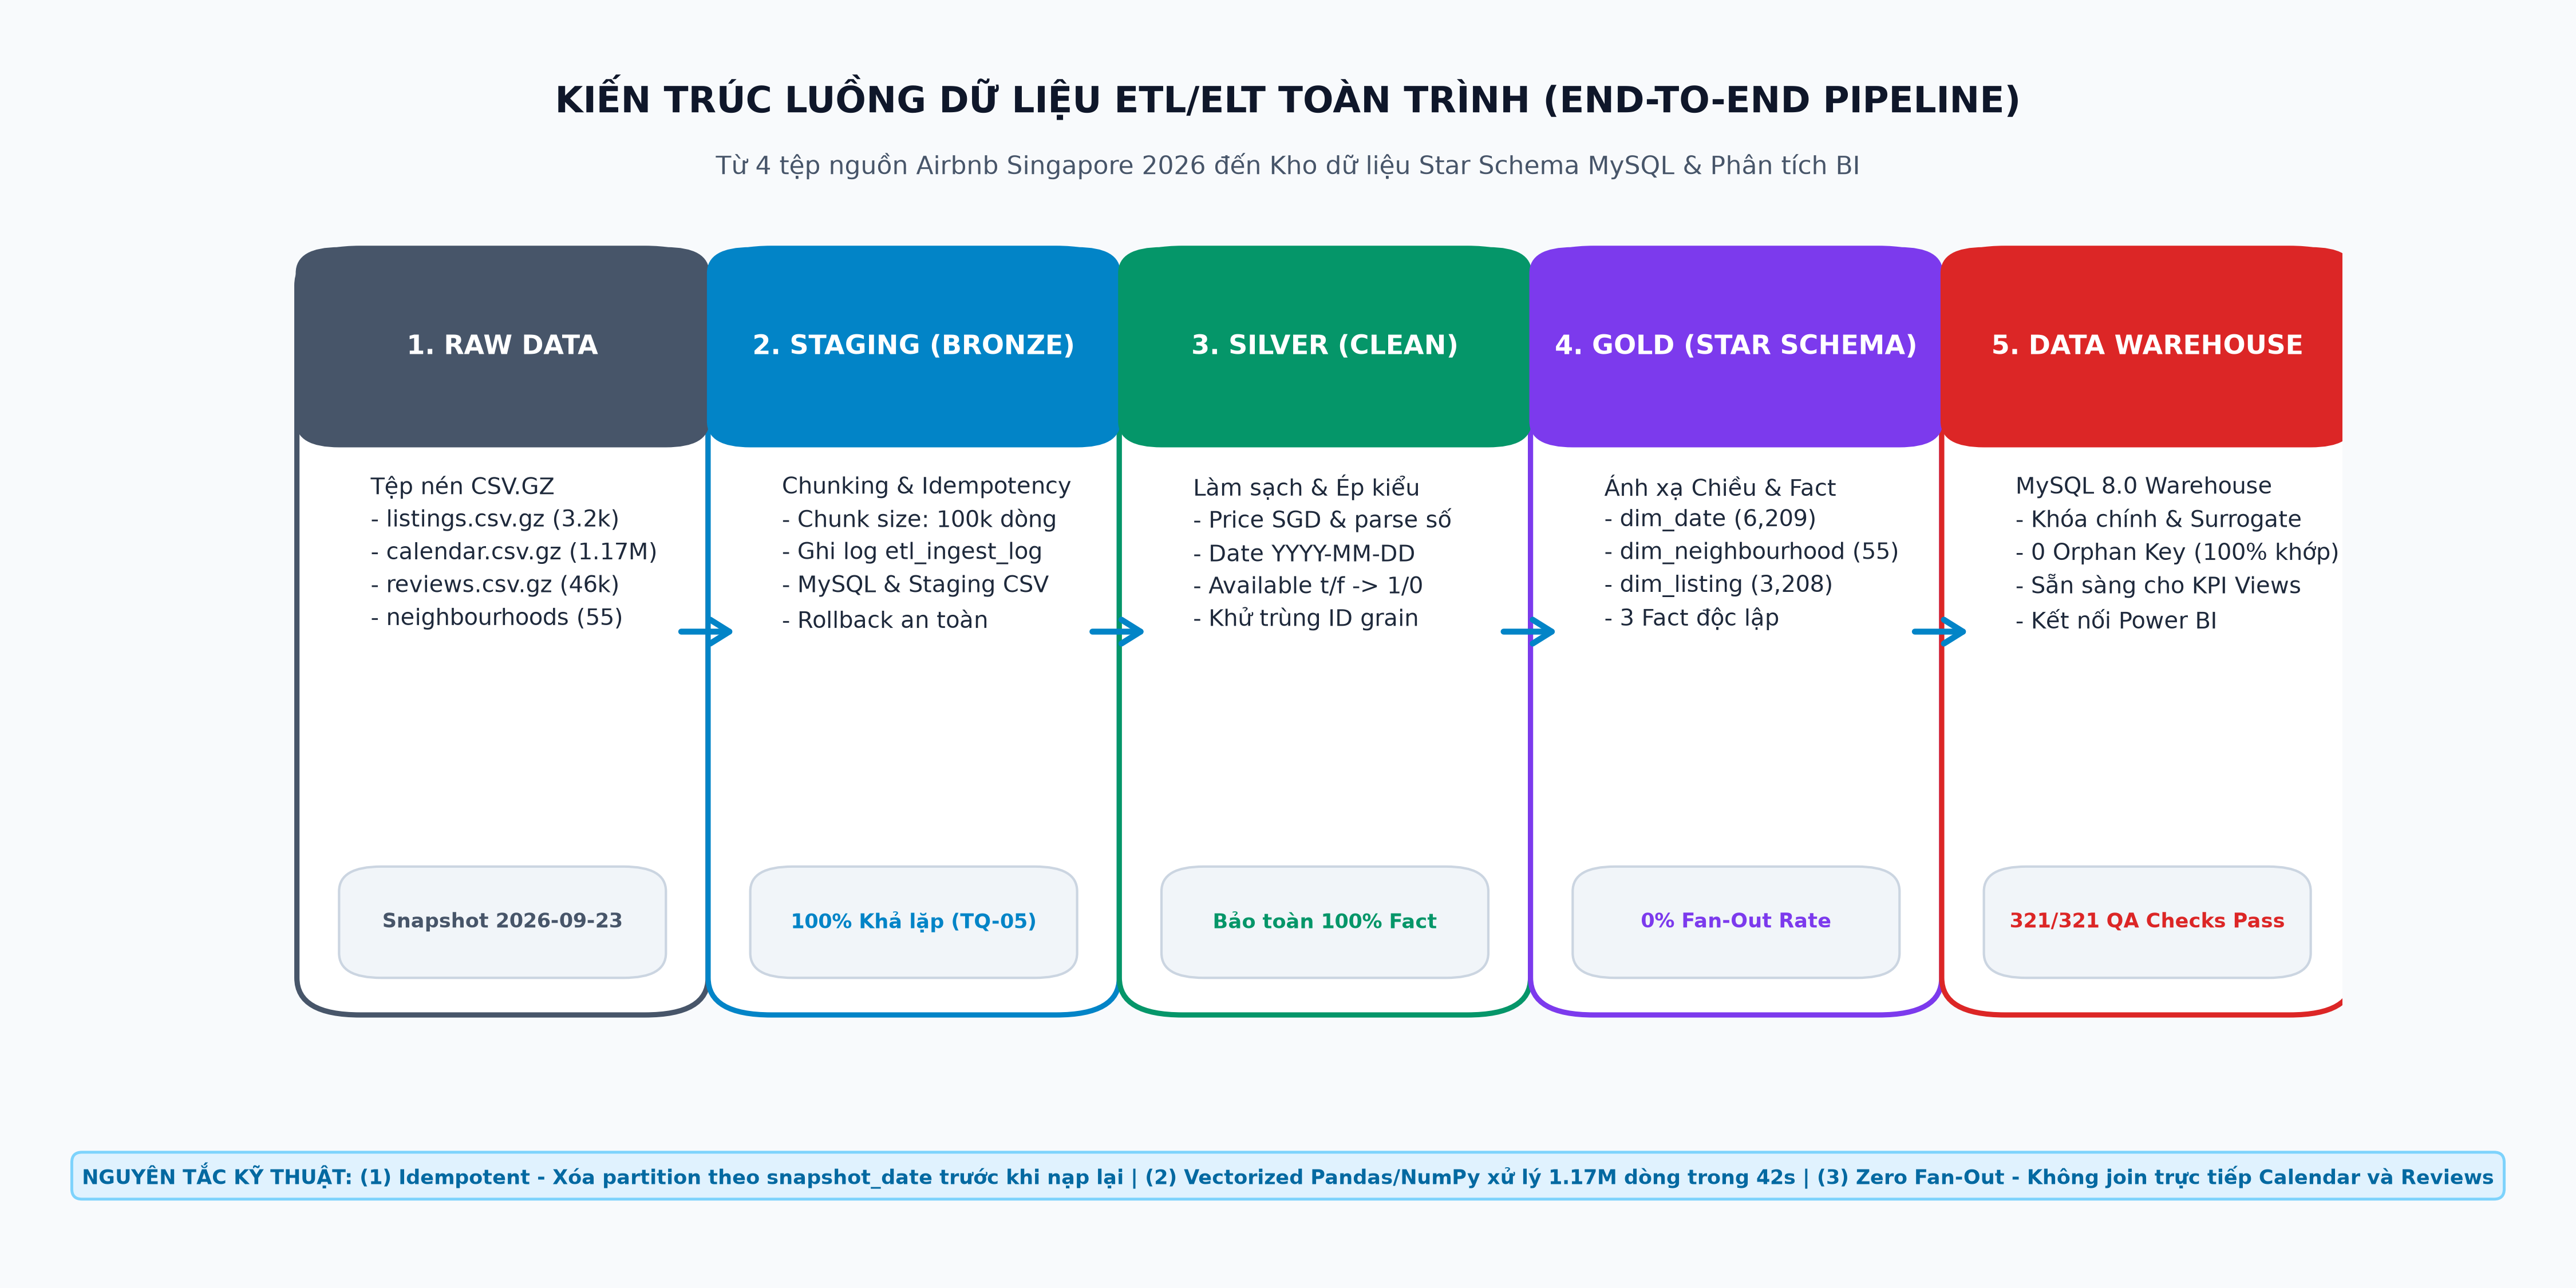 KIẾN TRÚC LUỒNG DỮ LIỆU ETL/ELT TOÀN TRÌNH (END-TO-END PIPELINE)
Từ 4 tệp nguồn Airbnb Singapore 2026 đến Kho dữ liệu Star Schema MySQL & Phân tích BI
1. RAW DATA
Tệp nén CSV.GZ
- listings.csv.gz (3.2k)
- calendar.csv.gz (1.17M)
- reviews.csv.gz (46k)
- neighbourhoods (55)
Snapshot 2026-09-23
2. STAGING (BRONZE)
Chunking & Idempotency
- Chunk size: 100k dòng
- Ghi log etl_ingest_log
- MySQL & Staging CSV
- Rollback an toàn
100% Khả lặp (TQ-05)
3. SILVER (CLEAN)
Làm sạch & Ép kiểu
- Price SGD & parse số
- Date YYYY-MM-DD
- Available t/f -> 1/0
- Khử trùng ID grain
Bảo toàn 100% Fact
4. GOLD (STAR SCHEMA)
Ánh xạ Chiều & Fact
- dim_date (6,209)
- dim_neighbourhood (55)
- dim_listing (3,208)
- 3 Fact độc lập
0% Fan-Out Rate
5. DATA WAREHOUSE
MySQL 8.0 Warehouse
- Khóa chính & Surrogate
- 0 Orphan Key (100% khớp)
- Sẵn sàng cho KPI Views
- Kết nối Power BI
321/321 QA Checks Pass
NGUYÊN TẮC KỸ THUẬT: (1) Idempotent - Xóa partition theo snapshot_date trước khi nạp lại | (2) Vectorized Pandas/NumPy xử lý 1.17M dòng trong 42s | (3) Zero Fan-Out - Không join trực tiếp Calendar và Reviews